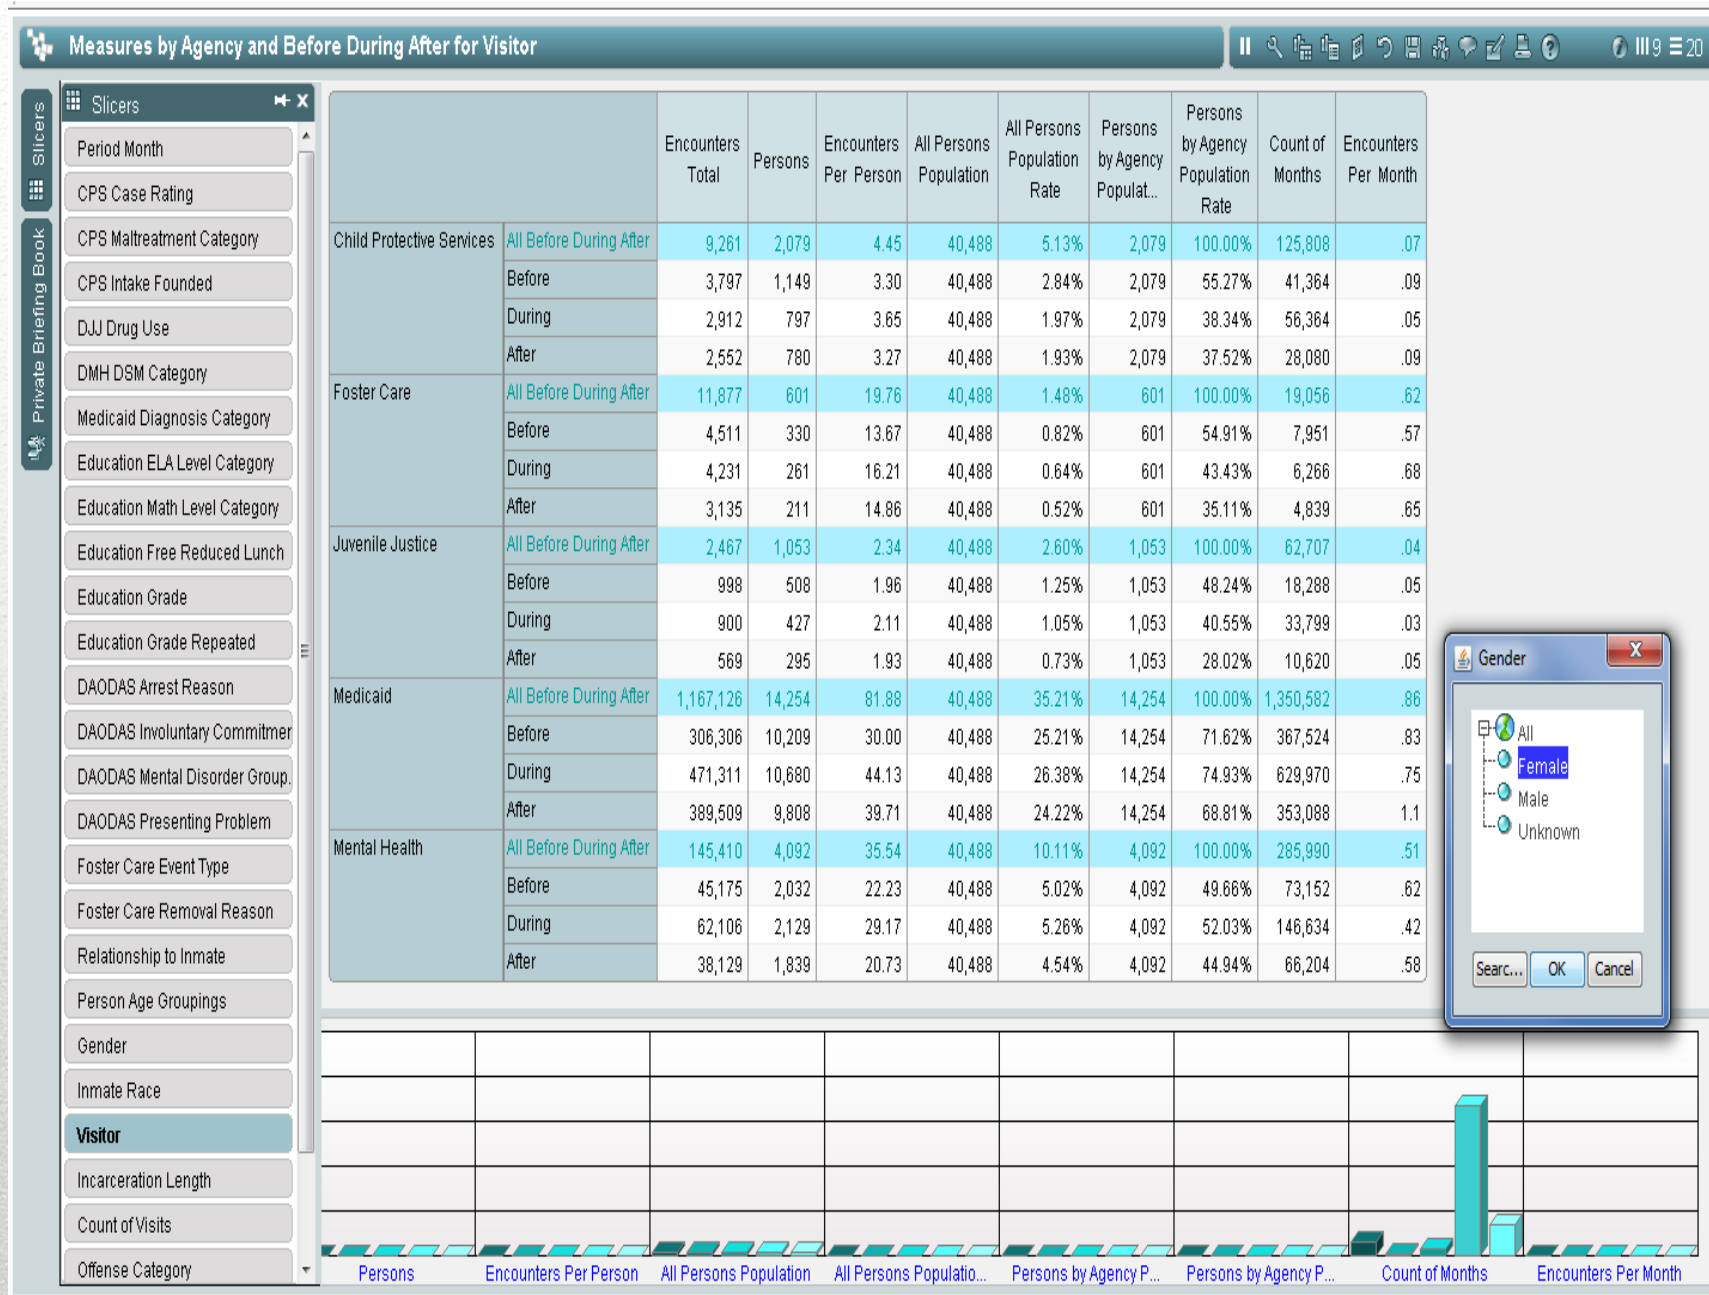 Measures by Agency and Before During After for Visitor
9 20
Slicers
Private Briefing Book
Slicers
Period Month
CPS Case Rating
CPS Maltreatment Category
CPS Intake Founded
DJJ Drug Use
DMH DSM Category
Medicaid Diagnosis Category
Education ELA Level Category
Education Math Level Category
Education Free Reduced Lunch
Education Grade
Education Grade Repeated
DAODAS Arrest Reason
DAODAS Involuntary Commitmer
DAODAS Mental Disorder Group.
DAODAS Presenting Problem
Foster Care Event Type
Foster Care Removal Reason
Relationship to Inmate
Person Age Groupings
Gender
Inmate Race
Visitor
Incarceration Length
Count of Visits
Offense Category
Encounters Total Persons Encounters Per Person All Persons Population All Persons Population Rate Persons by Agency Populat... Persons by Agency Population Rate Count of Months Encounters Per Month
Child Protective Services All Before During After 9,261 2,079 4.45 40,488 5.13% 2,079 100.00% 125,808 .07
Before 3,797 1,149 3.30 40,488 2.84% 2,079 55.27% 41,364 .09
During 2,912 797 3.65 40,488 1.97% 2,079 38.34% 56,364 .05
After 2,552 780 3.27 40,488 1.93% 2,079 37.52% 28,080 .09
Foster Care All Before During After 11,877 601 19.76 40,488 1.48% 601 100.00% 19,056 .62
Before 4,511 330 13.67 40,488 0.82% 601 54.91% 7,951 .57
During 4,231 261 16.21 40,488 0.64% 601 43.43% 6,266 .68
After 3,135 211 14.86 40,488 0.52% 601 35.11% 4,839 .65
Juvenile Justice All Before During After 2,467 1,053 2.34 40,488 2.60% 1,053 100.00% 62,707 .04
Before 998 508 1.96 40,488 1.25% 1,053 48.24% 18,288 .05
During 900 427 2.11 40,488 1.05% 1,053 40.55% 33,799 .03
After 569 295 1.93 40,488 0.73% 1,053 28.02% 10,620 .05
Medicaid All Before During After 1,167,126 14,254 81.88 40,488 35.21% 14,254 100.00% 1,350,582 .86
Before 306,306 10,209 30.00 40,488 25.21% 14,254 71.62% 367,524 .83
During 471,311 10,680 44.13 40,488 26.38% 14,254 74.93% 629,970 .75
After 389,509 9,808 39.71 40,488 24.22% 14,254 68.81% 353,088 1.1
Mental Health All Before During After 145,410 4,092 35.54 40,488 10.11% 4,092 100.00% 285,990 .51
Before 45,175 2,032 22.23 40,488 5.02% 4,092 49.66% 73,152 .62
During 62,106 2,129 29.17 40,488 5.26% 4,092 52.03% 146,634 .42
After 38,129 1,839 20.73 40,488 4.54% 4,092 44.94% 66,204 .58
Gender
All
Female
Male
Unknown
Searc... OK Cancel
Persons Encounters Per Person All Persons Population All Persons Populatio... Persons by Agency P... Persons by Agency P... Count of Months Encounters Per Month